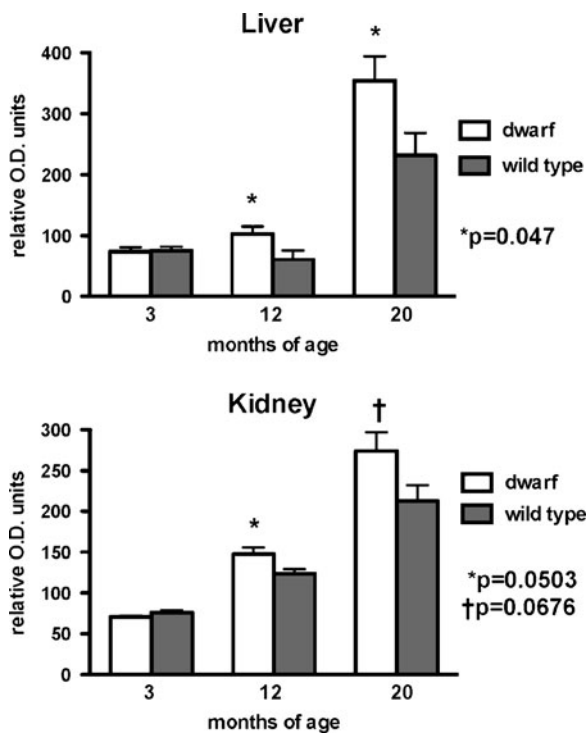 Liver
relative O.D. units
400
300
200
100
0
*
*
dwarf
wild type
*p=0.047
3 12 20
months of age
Kidney
relative O.D. units
300
250
200
150
100
50
0
*
†
dwarf
wild type
*p=0.0503
†p=0.0676
3 12 20
months of age